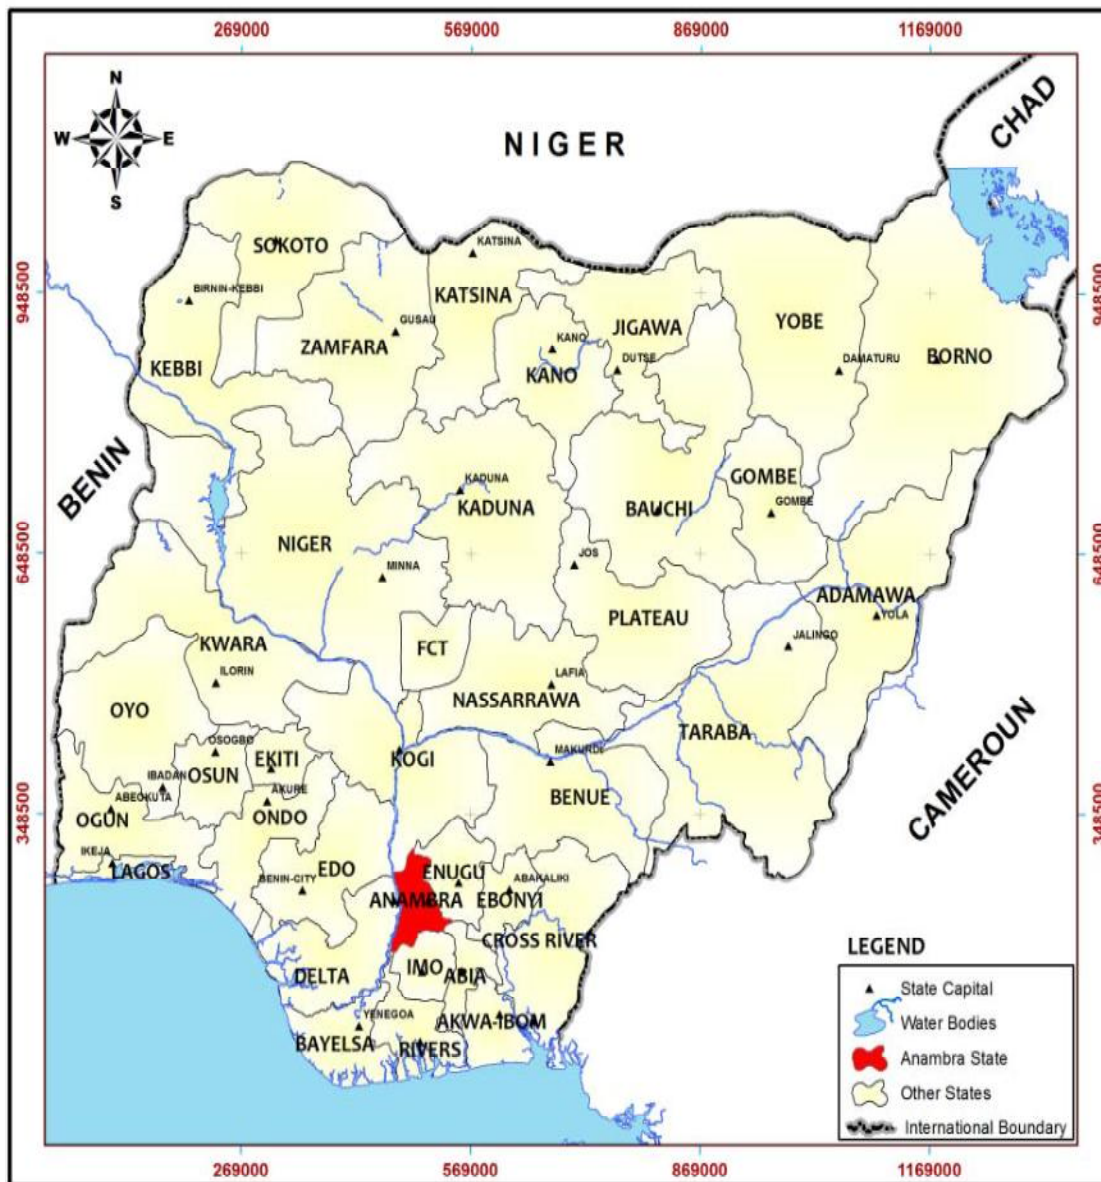 269000 569000 869000 1169000
N
W E
S
NIGER
CHAD
SOKOTO
KATSINA
948500
BIRNIN-KEBBI
KATSINA
948500
GUSAU
YOBE
JIGAWA
ZAMFARA
KANO
BORNO
KEBBI
DAMATURU
DUTSE
KANO
BENIN
GOMBE
KADUNA
KADUNA
GOMBE
BAUCHI
NIGER
648500
JOS
648500
MINNA
ADAMAWA
YOLA
PLATEAU
KWARA
JALINGO
FCT
ILORIN
LAFIA
NASSARRAWA
OYO
TARABA
CAMEROUN
OSOGBO
KOGI
MAKURDI
EKITI
OSUN
IBADAN
BENUE
ABEOKUTA
AKURE
348500
OGUN
ONDO
348500
IKEJA
LAGOS
EDO
ENUGU
BENIN-CITY
ABAKALIKI
ANAMBRA
EBONYI
CROSS RIVER
LEGEND
IMO
ABIA
DELTA
State Capital
AKWA-IBOM
YENEGOA
Water Bodies
BAYELSA
RIVERS
Anambra State
Other States
International Boundary
269000 569000 869000 1169000